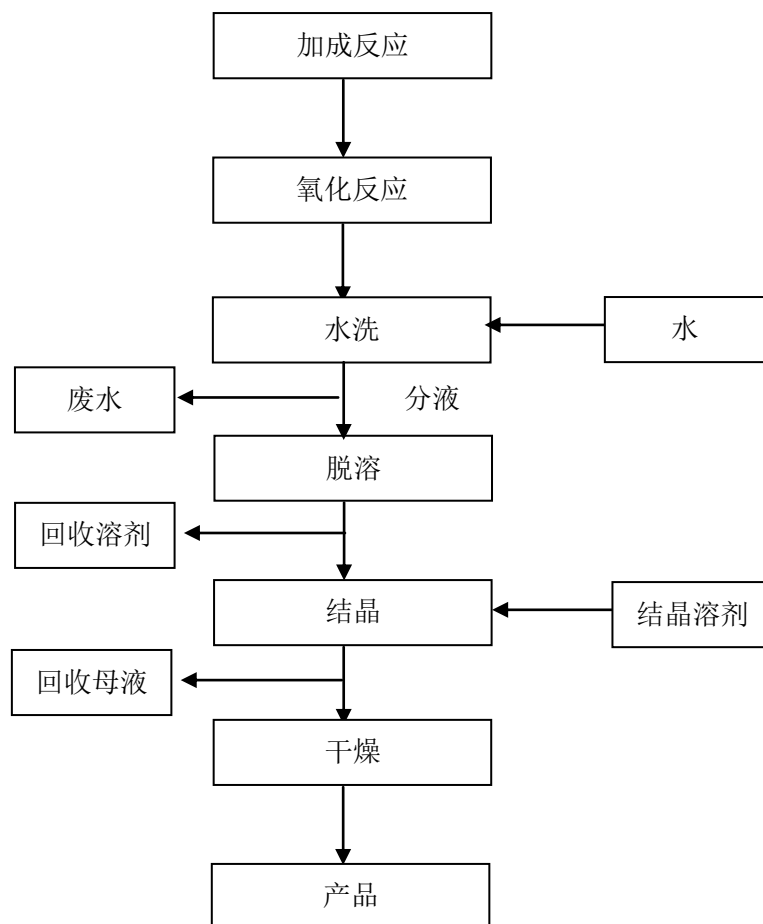 加成反应
氧化反应
水洗
水
废水
分液
脱溶
回收溶剂
结晶
结晶溶剂
回收母液
干燥
产品